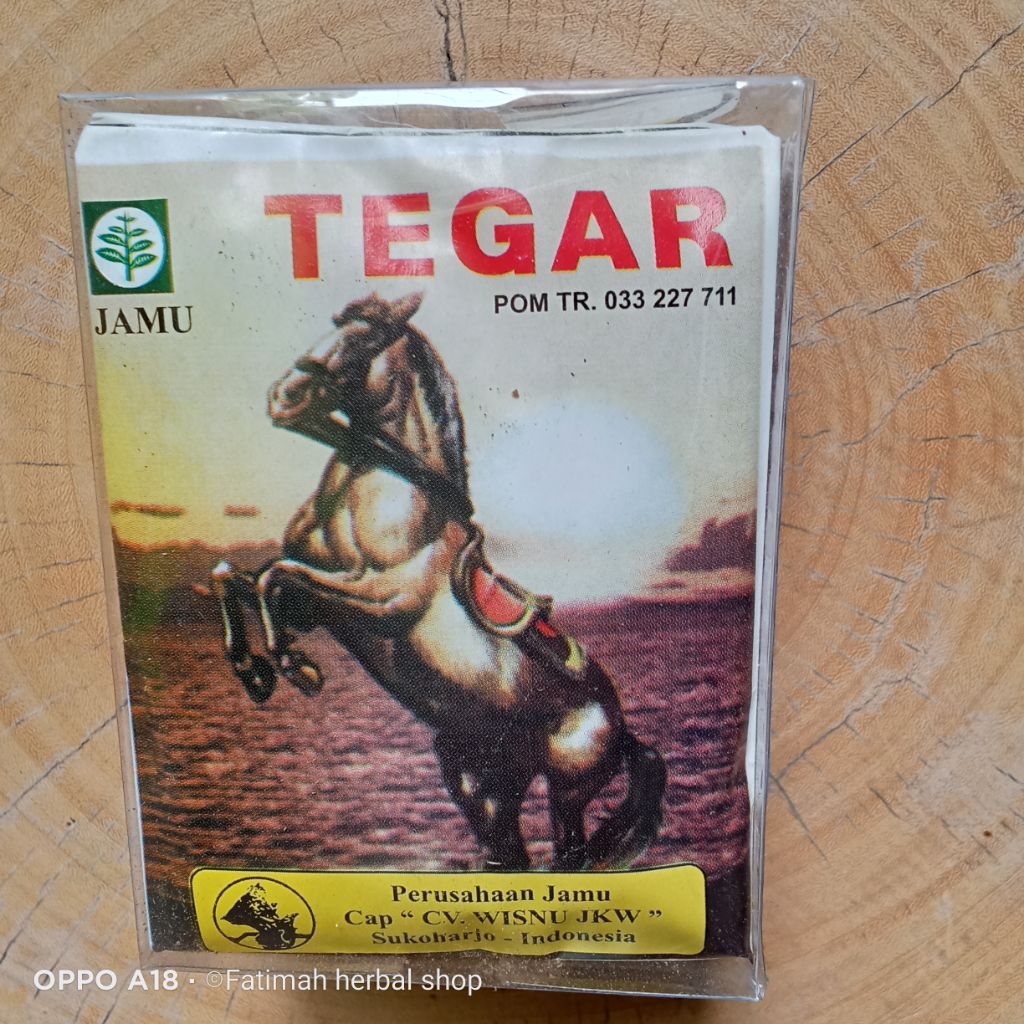 TEGAR
POM TR. 033 227 711
JAMU
Perusahaan Jamu
Cap “ CV. WISNU JKW ”
Sukoharjo - Indonesia
OPPO A18 · ©Fatimah herbal shop